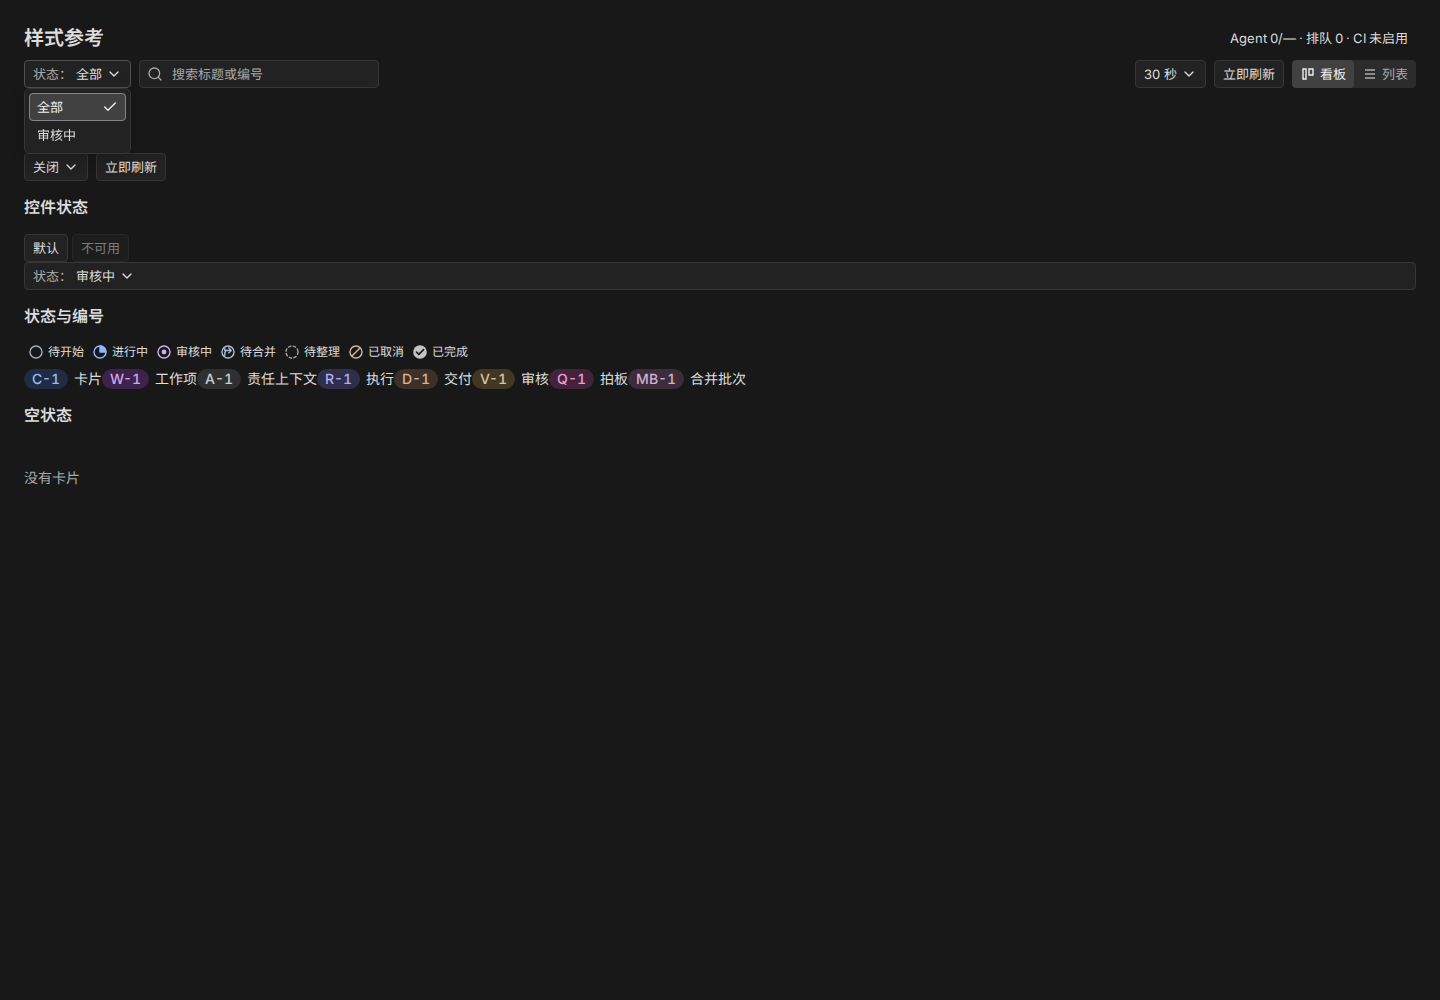 样式参考
Agent 0/— · 排队 0 · CI 未启用
状态: 全部
搜索标题或编号
30 秒
立即刷新
看板
列表
全部
审核中
关闭
立即刷新
控件状态
默认
不可用
状态: 审核中
状态与编号
待开始 进行中 审核中 待合并 待整理 已取消 已完成
C-1 卡片 W-1 工作项 A-1 责任上下文 R-1 执行 D-1 交付 V-1 审核 Q-1 拍板 MB-1 合并批次
空状态
没有卡片